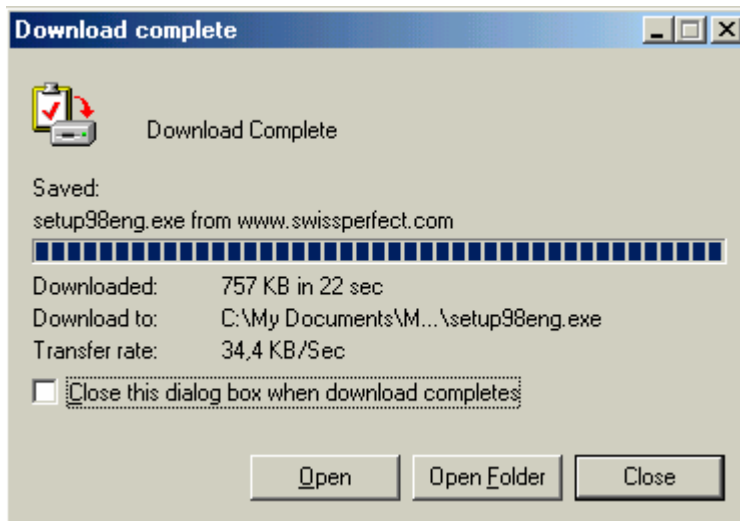 Download complete
Download Complete
Saved:
setup98eng.exe from www.swissperfect.com
Downloaded: 757 KB in 22 sec
Download to: C:\My Documents\M...\setup98eng.exe
Transfer rate: 34,4 KB/Sec
Close this dialog box when download completes
Open Open Folder Close